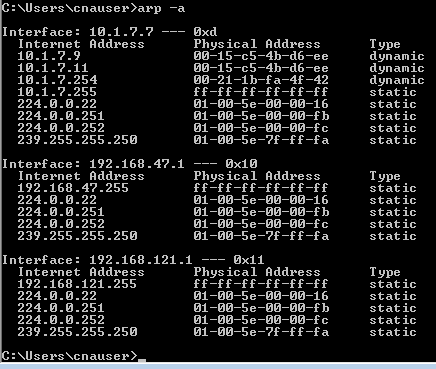 C:\Users\cnauser>arp -a
Interface: 10.1.7.7 --- 0xd
Internet Address Physical Address Type
10.1.7.9 00-15-c5-4b-d6-ee dynamic
10.1.7.11 00-15-c5-4b-d6-ee dynamic
10.1.7.254 00-21-1b-fa-4f-42 dynamic
10.1.7.255 ff-ff-ff-ff-ff-ff static
224.0.0.22 01-00-5e-00-00-16 static
224.0.0.251 01-00-5e-00-00-fb static
224.0.0.252 01-00-5e-00-00-fc static
239.255.255.250 01-00-5e-7f-ff-fa static
Interface: 192.168.47.1 --- 0x10
Internet Address Physical Address Type
192.168.47.255 ff-ff-ff-ff-ff-ff static
224.0.0.22 01-00-5e-00-00-16 static
224.0.0.251 01-00-5e-00-00-fb static
224.0.0.252 01-00-5e-00-00-fc static
239.255.255.250 01-00-5e-7f-ff-fa static
Interface: 192.168.121.1 --- 0x11
Internet Address Physical Address Type
192.168.121.255 ff-ff-ff-ff-ff-ff static
224.0.0.22 01-00-5e-00-00-16 static
224.0.0.251 01-00-5e-00-00-fb static
224.0.0.252 01-00-5e-00-00-fc static
239.255.255.250 01-00-5e-7f-ff-fa static
C:\Users\cnauser>_